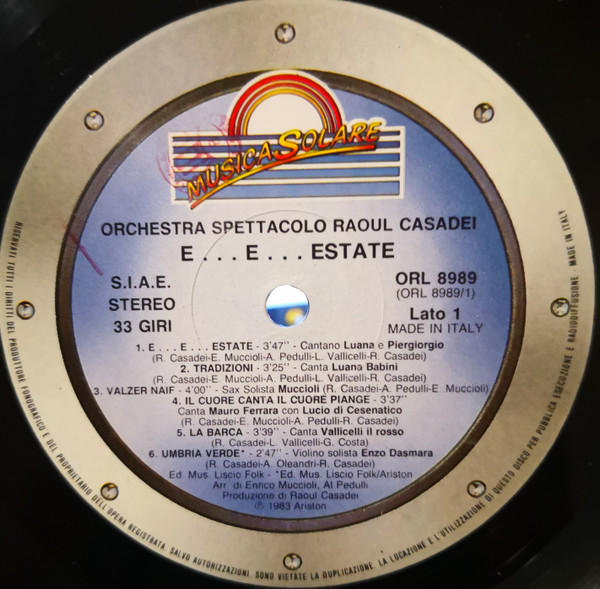 MUSICA SOLARE
ORCHESTRA SPETTACOLO RAOUL CASADEI
E . . . E . . . ESTATE
S.I.A.E.
STEREO
33 GIRI
ORL 8989
(ORL 8989/1)
Lato 1
MADE IN ITALY
1. E . . . E . . . ESTATE - 3'47'' - Cantano Luana e Piergiorgio
(R. Casadei-E. Muccioli-A. Pedulli-L. Vallicelli-R. Casadei)
2. TRADIZIONI - 3'25'' - Canta Luana Babini
(R. Casadei-E. Muccioli-A. Pedulli-L. Vallicelli-R. Casadei)
3. VALZER NAIF - 4'00'' - Sax Solista Muccioli (R. Casadei-A. Pedulli-E. Muccioli)
4. IL CUORE CANTA IL CUORE PIANGE - 3'37''
Canta Mauro Ferrara con Lucio di Cesenatico
(R. Casadei-E. Muccioli-A. Pedulli-R. Casadei)
5. LA BARCA - 3'39'' - Canta Vallicelli il rosso
(R. Casadei-L. Vallicelli-G. Costa)
6. UMBRIA VERDE* - 2'47'' - Violino solista Enzo Dasmara
(R. Casadei-A. Oleandri-R. Casadei)
Ed. Mus. Liscio Folk - *Ed. Mus. Liscio Folk/Ariston
Arr. di Enrico Muccioli, Al Pedulli
Produzione di Raoul Casadei
℗ 1983 Ariston
RISERVATI TUTTI I DIRITTI DEL PRODUTTORE FONOGRAFICO E DEL PROPRIETARIO DELL'OPERA REGISTRATA. SALVO AUTORIZZAZIONI, SONO VIETATE LA DUPLICAZIONE, LA LOCAZIONE E L'UTILIZZAZIONE DI QUESTO DISCO PER PUBBLICA ESECUZIONE E RADIODIFFUSIONE. MADE IN ITALY